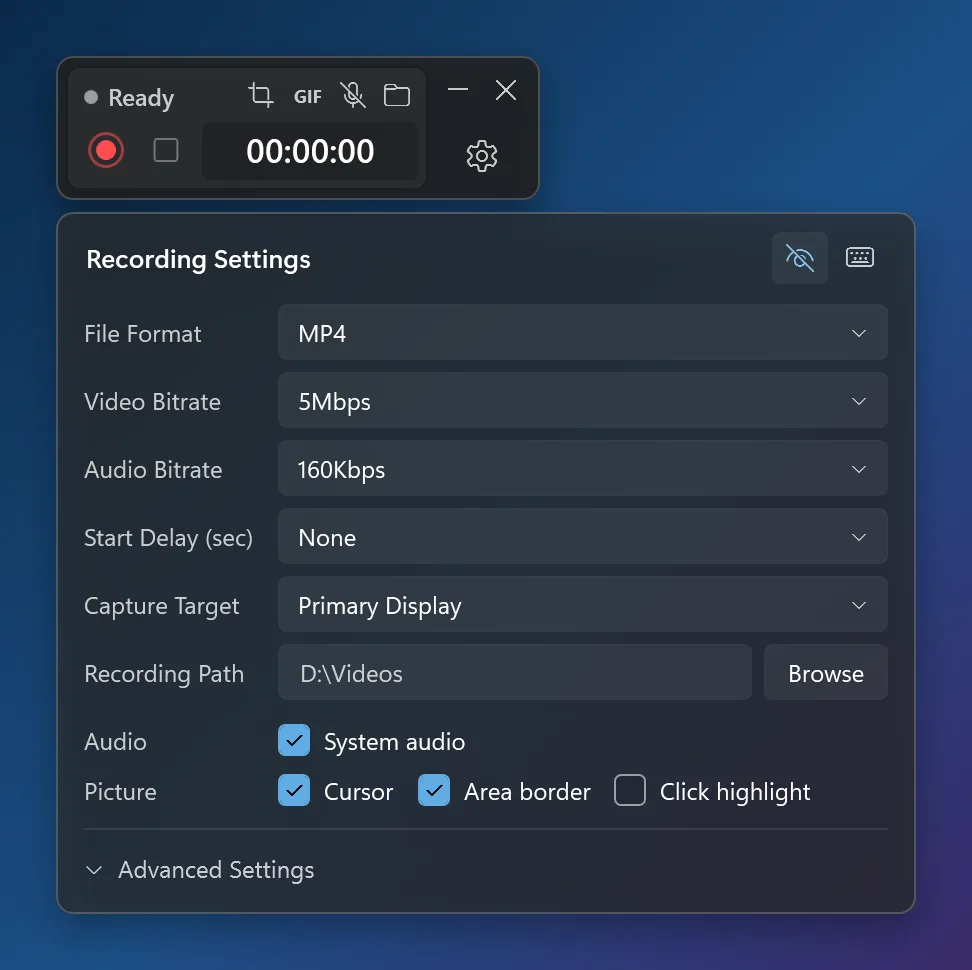 Ready GIF
00:00:00
Recording Settings
File Format MP4
Video Bitrate 5Mbps
Audio Bitrate 160Kbps
Start Delay (sec) None
Capture Target Primary Display
Recording Path D:\Videos Browse
Audio System audio
Picture Cursor Area border Click highlight
Advanced Settings